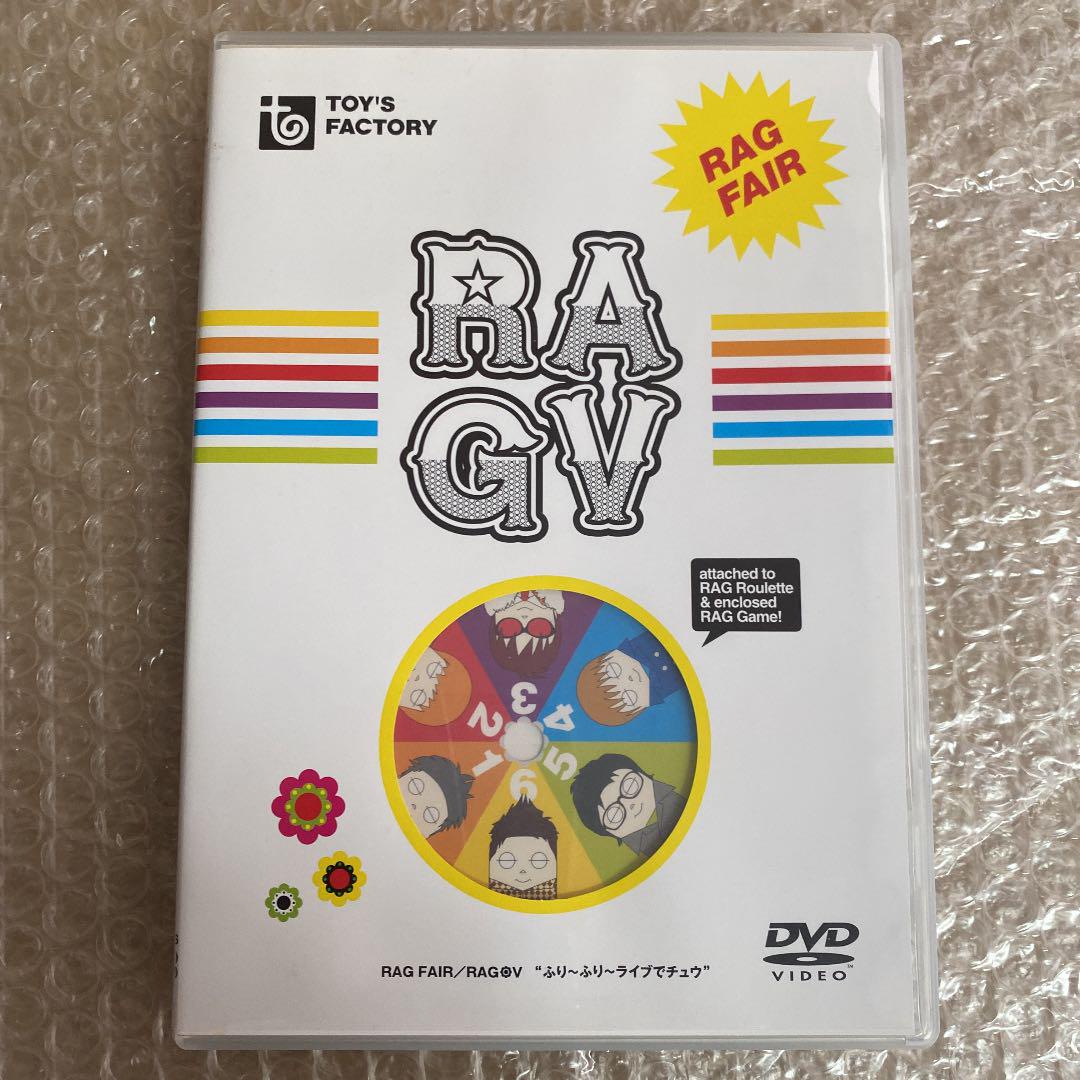 TOY'S
FACTORY
RAG
FAIR
RA
GV
attached to
RAG Roulette
& enclosed
RAG Game!
3
2
4
1
5
6
DVD
VIDEO
TM
RAG FAIR／RAG✪V “ふり～ふり～ライブでチュウ”